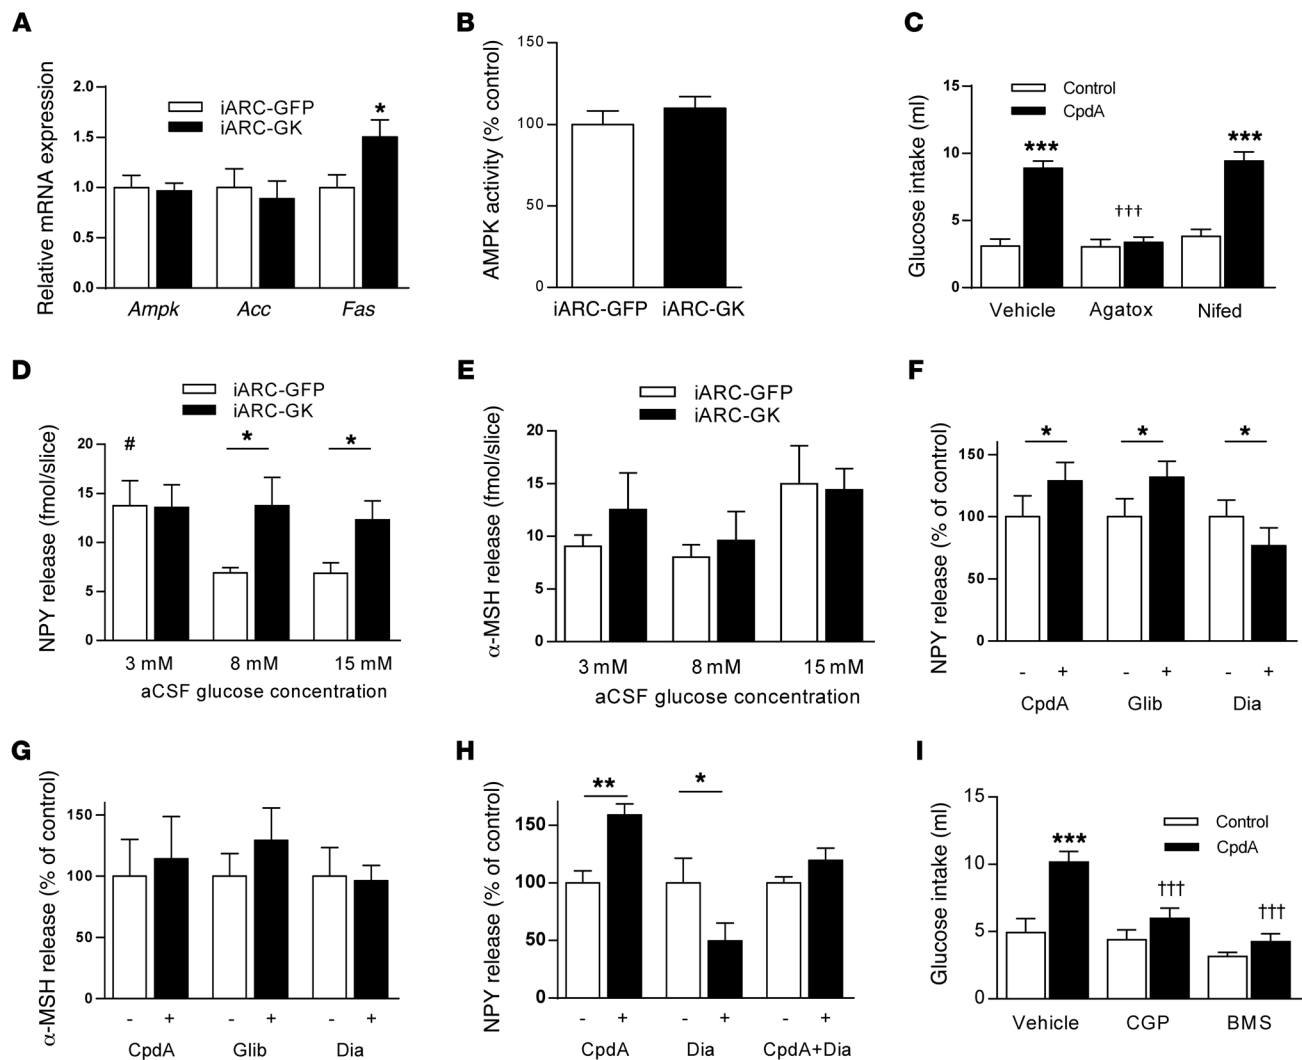 A
iARC-GFP
iARC-GK
Relative mRNA expression
2.0
1.5
1.0
0.5
0.0
*
Ampk Acc Fas
B
AMPK activity (% control)
150
100
50
0
iARC-GFP iARC-GK
C
Control
CpdA
Glucose intake (ml)
15
10
5
0
*** ††† ***
Vehicle Agatox Nifed
D
iARC-GFP
iARC-GK
NPY release (fmol/slice)
20
15
10
5
0
# * *
3 mM 8 mM 15 mM
aCSF glucose concentration
E
iARC-GFP
iARC-GK
α-MSH release (fmol/slice)
20
15
10
5
0
3 mM 8 mM 15 mM
aCSF glucose concentration
F
NPY release (% of control)
150
100
50
0
* * *
- + - + - +
CpdA Glib Dia
G
α-MSH release (% of control)
150
100
50
0
- + - + - +
CpdA Glib Dia
H
NPY release (% of control)
150
100
50
0
** *
- + - + - +
CpdA Dia CpdA+Dia
I
Control
CpdA
Glucose intake (ml)
15
10
5
0
*** ††† †††
Vehicle CGP BMS